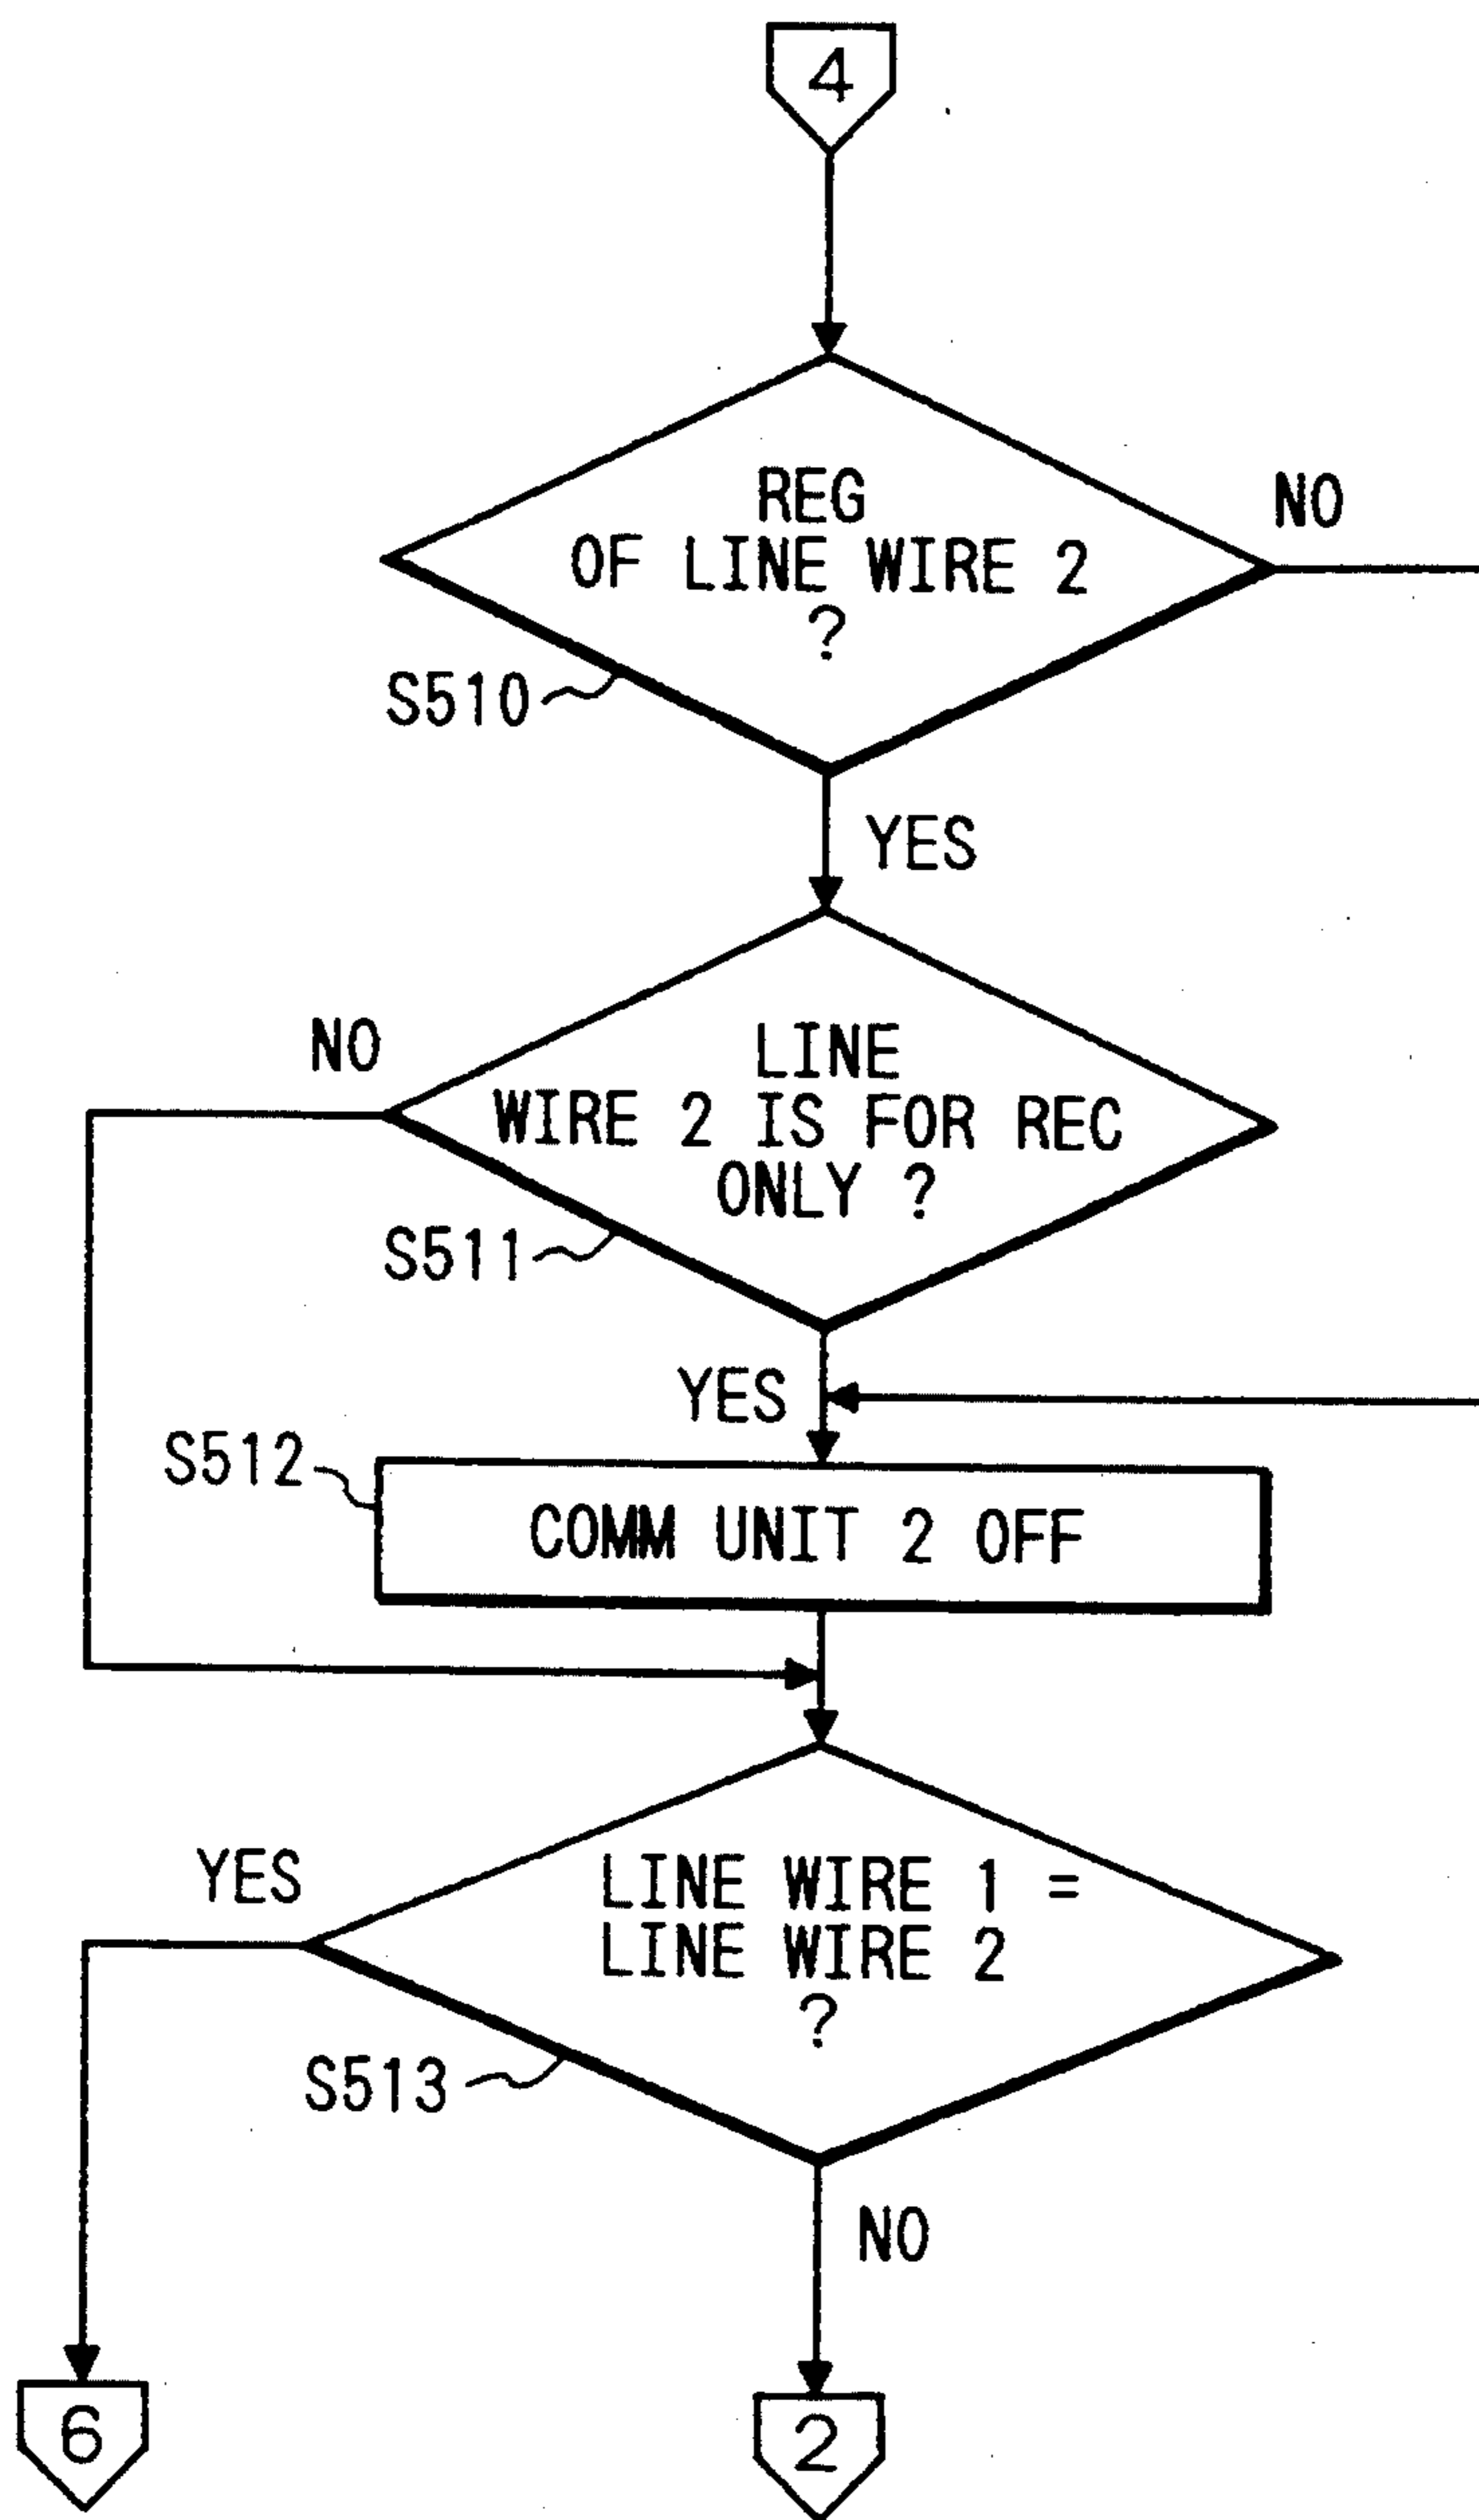 4
REG
OF LINE WIRE 2
?
NO
S510
YES
LINE
WIRE 2 IS FOR REC
ONLY ?
NO
S511
YES
S512
COMM UNIT 2 OFF
LINE WIRE 1 =
LINE WIRE 2
?
YES
S513
NO
6
2